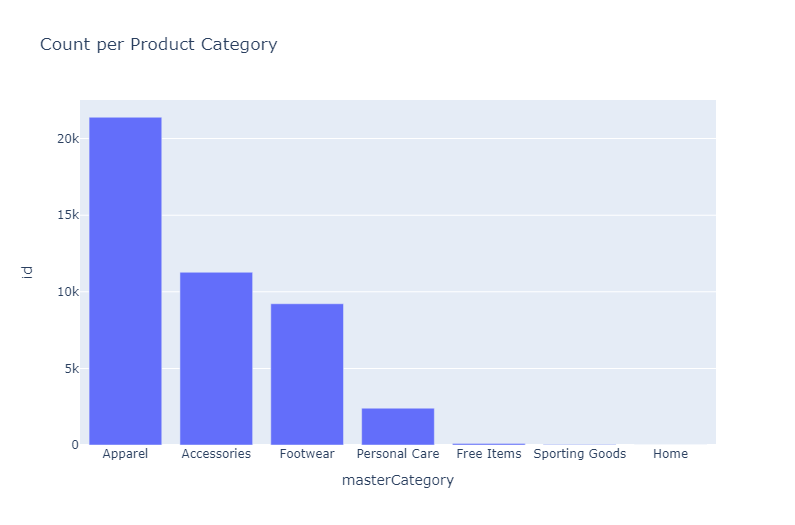 Count per Product Category
20k
15k
10k
5k
0
id
Apparel Accessories Footwear Personal Care Free Items Sporting Goods Home
masterCategory